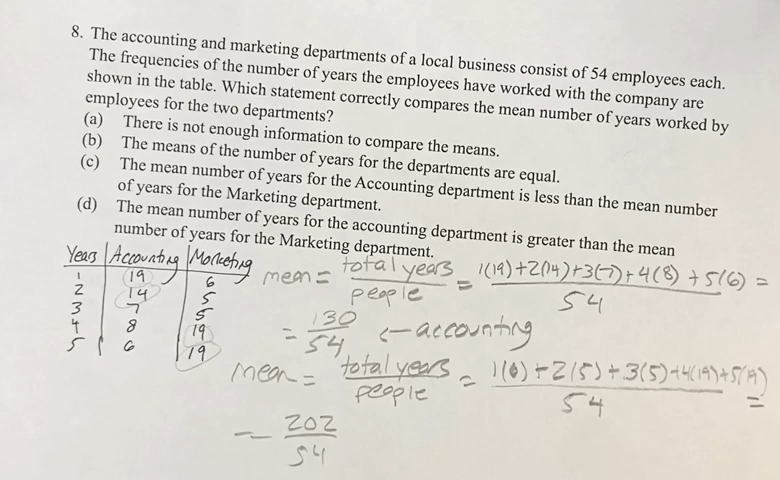 8. The accounting and marketing departments of a local business consist of 54 employees each.
The frequencies of the number of years the employees have worked with the company are
shown in the table. Which statement correctly compares the mean number of years worked by
employees for the two departments?
(a) There is not enough information to compare the means.
(b) The means of the number of years for the departments are equal.
(c) The mean number of years for the Accounting department is less than the mean number
of years for the Marketing department.
(d) The mean number of years for the accounting department is greater than the mean
number of years for the Marketing department.
Years | Accounting | Marketing
1 19 6
2 14 5
3 7 5
4 8 19
5 6 19
mean = total years / people = 1(19)+2(14)+3(7)+4(8)+5(6) / 54 =
= 130 / 54 ← accounting
mean = total years / people = 1(6)+2(5)+3(5)+4(19)+5(19) / 54 =
= 202 / 54